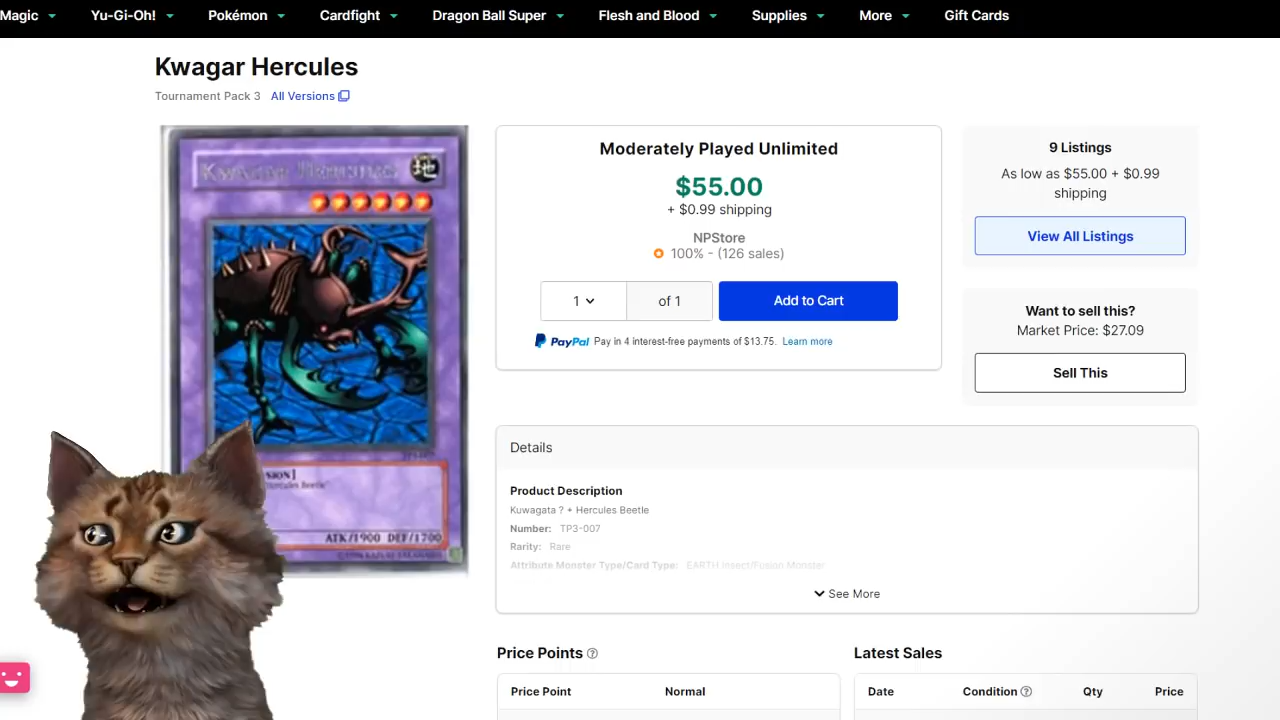 Magic Yu-Gi-Oh! Pokémon Cardfight Dragon Ball Super Flesh and Blood Supplies More Gift Cards
Kwagar Hercules
Tournament Pack 3 All Versions
Kwagar Hercules
地
ATK/1900 DEF/1700
Moderately Played Unlimited
$55.00
+ $0.99 shipping
NPStore
100% - (126 sales)
1 of 1 Add to Cart
PayPal Pay in 4 interest-free payments of $13.75. Learn more
9 Listings
As low as $55.00 + $0.99
shipping
View All Listings
Want to sell this?
Market Price: $27.09
Sell This
Details
Product Description
Kuwagata ? + Hercules Beetle
Number: TP3-007
Rarity: Rare
Attribute Monster Type/Card Type: EARTH Insect/Fusion Monster
See More
Price Points ?
Price Point Normal
Latest Sales
Date Condition ? Qty Price